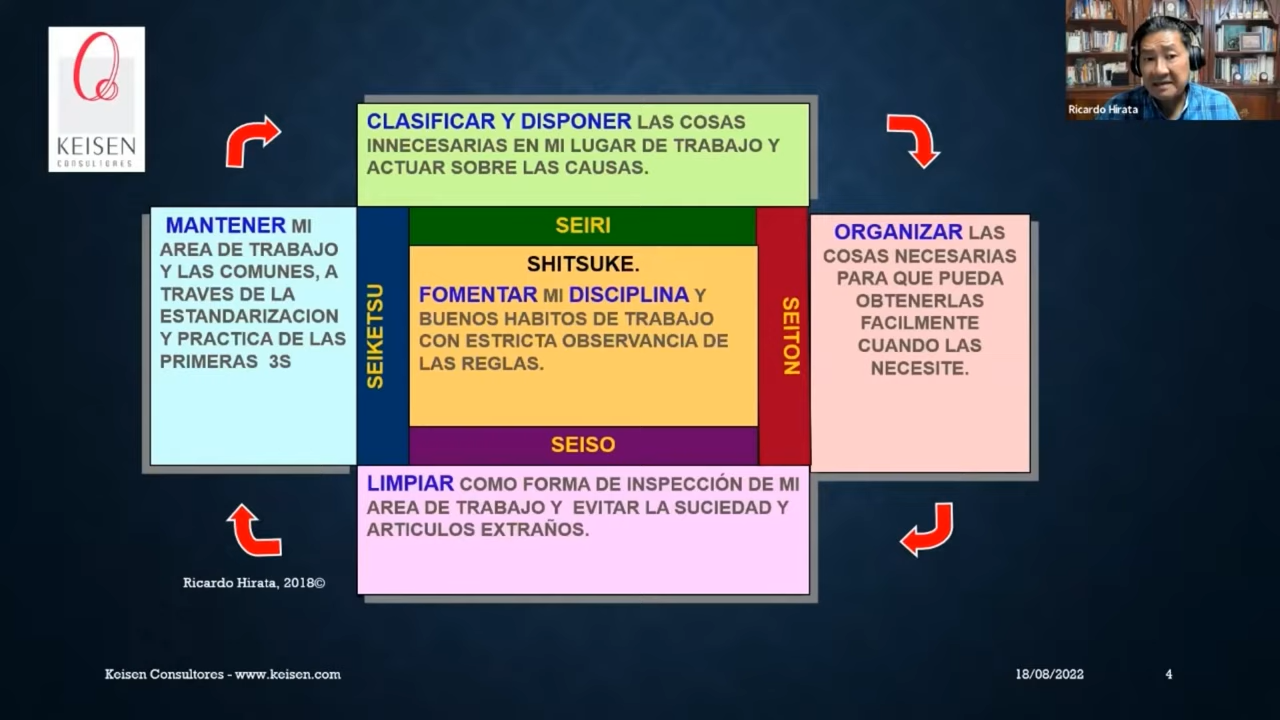 KEISEN
CONSULTORES
Ricardo Hirata
CLASIFICAR Y DISPONER LAS COSAS
INNECESARIAS EN MI LUGAR DE TRABAJO Y
ACTUAR SOBRE LAS CAUSAS.
MANTENER MI
AREA DE TRABAJO
Y LAS COMUNES, A
TRAVES DE LA
ESTANDARIZACION
Y PRACTICA DE LAS
PRIMERAS 3S
SEIKETSU
SEIRI
SHITSUKE.
FOMENTAR MI DISCIPLINA Y
BUENOS HABITOS DE TRABAJO
CON ESTRICTA OBSERVANCIA DE
LAS REGLAS.
SEISO
SEITON
ORGANIZAR LAS
COSAS NECESARIAS
PARA QUE PUEDA
OBTENERLAS
FACILMENTE
CUANDO LAS
NECESITE.
LIMPIAR COMO FORMA DE INSPECCIÓN DE MI
AREA DE TRABAJO Y EVITAR LA SUCIEDAD Y
ARTICULOS EXTRAÑOS.
Ricardo Hirata, 2018©
Keisen Consultores - www.keisen.com
18/08/2022
4